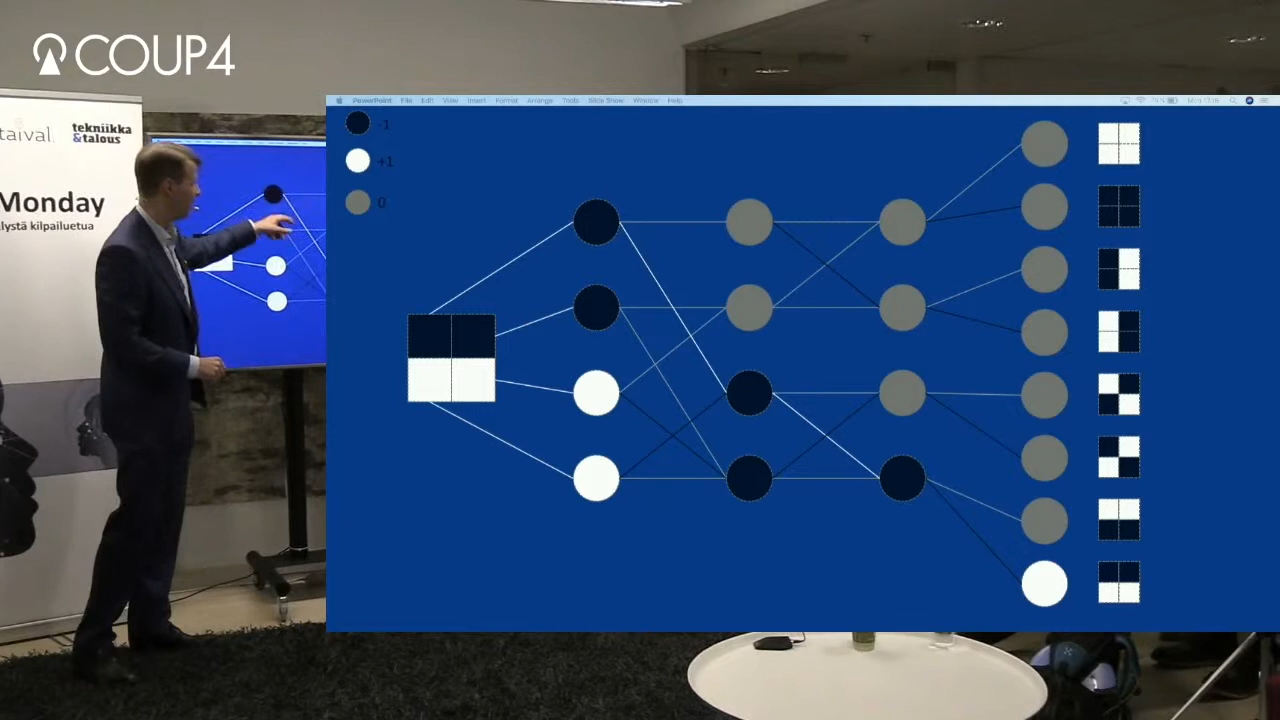 COUP4
PowerPoint File Edit View Insert Format Arrange Tools Slide Show Window Help
-1
+1
0
taival.
tekniikka
&talous
Monday
lystä kilpailuetua